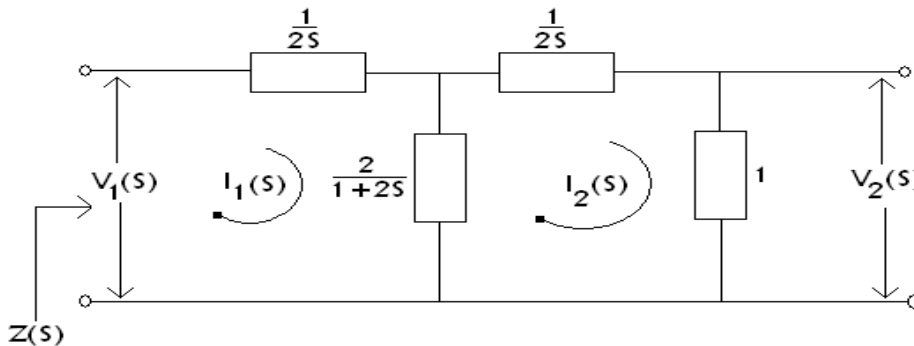 1/2S
1/2S
V₁(S)
I₁(S)
2/1+2S
I₂(S)
1
V₂(S)
Z(S)